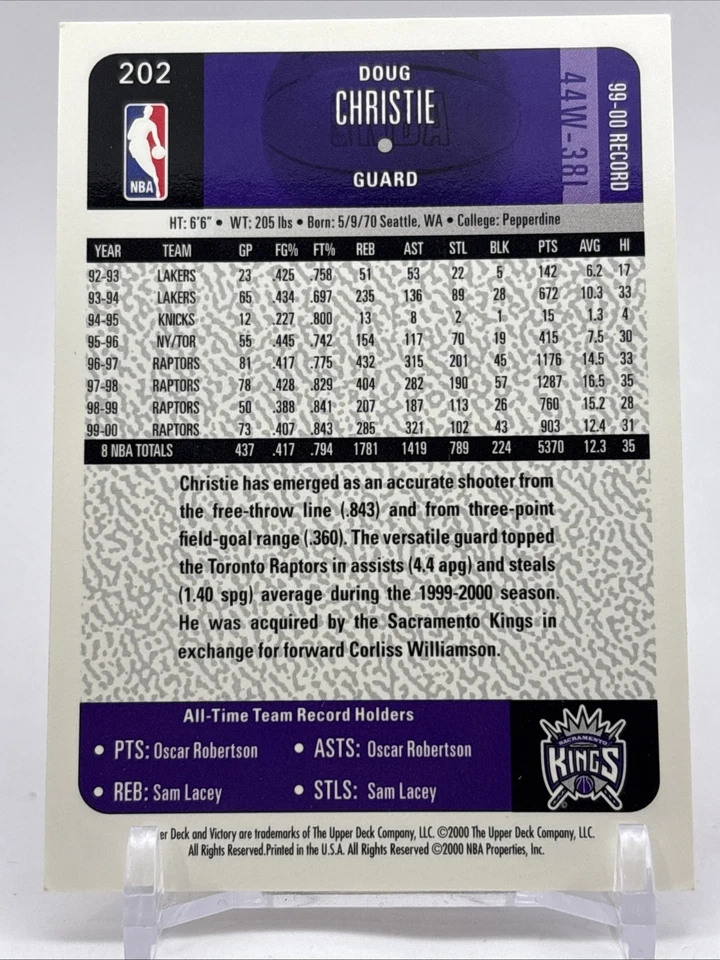 202
NBA
DOUG
CHRISTIE
GUARD
44W-38L
99-00 RECORD
HT: 6'6" • WT: 205 lbs • Born: 5/9/70 Seattle, WA • College: Pepperdine
YEAR TEAM GP FG% FT% REB AST STL BLK PTS AVG HI
92-93 LAKERS 23 .425 .758 51 53 22 5 142 6.2 17
93-94 LAKERS 65 .434 .697 235 136 89 28 672 10.3 33
94-95 KNICKS 12 .227 .800 13 8 2 1 15 1.3 4
95-96 NY/TOR 55 .445 .742 154 117 70 19 415 7.5 30
96-97 RAPTORS 81 .417 .775 432 315 201 45 1176 14.5 33
97-98 RAPTORS 78 .428 .829 404 282 190 57 1287 16.5 35
98-99 RAPTORS 50 .388 .841 207 187 113 26 760 15.2 28
99-00 RAPTORS 73 .407 .843 285 321 102 43 903 12.4 31
8 NBA TOTALS 437 .417 .794 1781 1419 789 224 5370 12.3 35
Christie has emerged as an accurate shooter from
the free-throw line (.843) and from three-point
field-goal range (.360). The versatile guard topped
the Toronto Raptors in assists (4.4 apg) and steals
(1.40 spg) average during the 1999-2000 season.
He was acquired by the Sacramento Kings in
exchange for forward Corliss Williamson.
All-Time Team Record Holders
• PTS: Oscar Robertson • ASTS: Oscar Robertson
• REB: Sam Lacey • STLS: Sam Lacey
SACRAMENTO
KINGS
er Deck and Victory are trademarks of The Upper Deck Company, LLC. ©2000 The Upper Deck Company, LLC.
All Rights Reserved.Printed in the U.S.A. All Rights Reserved ©2000 NBA Properties, Inc.